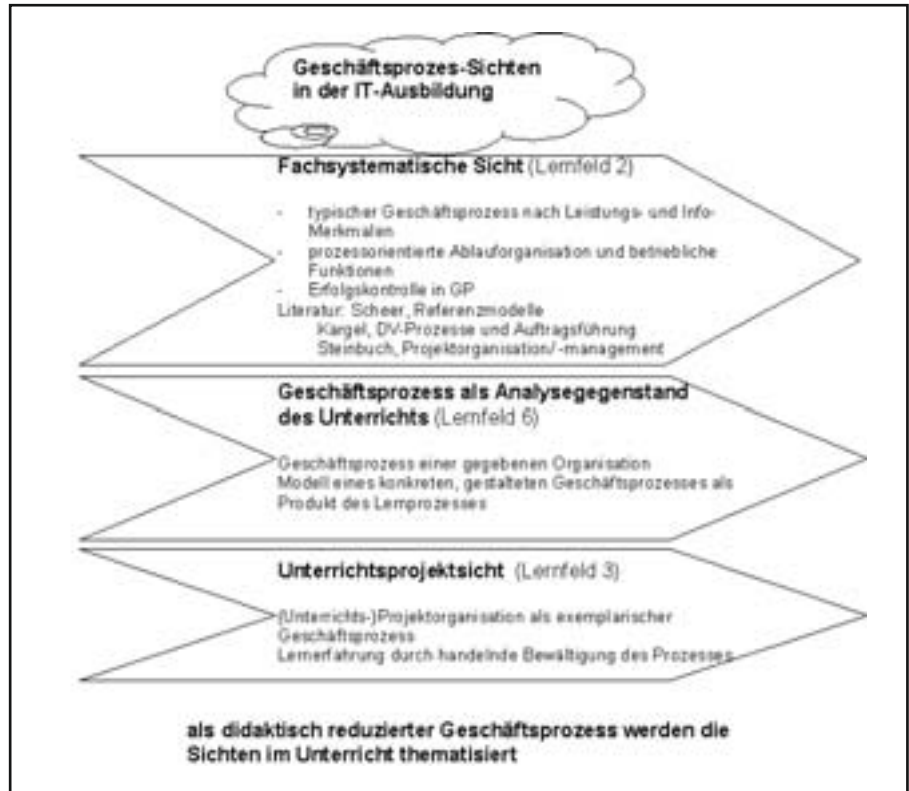 Geschäftsprozes-Sichten
in der IT-Ausbildung
Fachsystematische Sicht (Lernfeld 2)
- typischer Geschäftsprozess nach Leistungs- und Info-
Merkmalen
- prozessorientierte Ablauforganisation und betriebliche
Funktionen
- Erfolgskontrolle in GP
Literatur: Scheer, Referenzmodelle
Kargel, DV-Prozesse und Auftragsführung
Steinbuch, Projektorganisation/ -management
Geschäftsprozess als Analysegegenstand
des Unterrichts (Lernfeld 6)
Geschäftsprozess einer gegebenen Organisation
Modell eines konkreten, gestalteten Geschäftsprozesses als
Produkt des Lernprozesses
Unterrichtsprojektsicht (Lernfeld 3)
(Unterrichts-)Projektorganisation als exemplarischer
Geschäftsprozess
Lernerfahrung durch handelnde Bewältigung des Prozesses
als didaktisch reduzierter Geschäftsprozess werden die
Sichten im Unterricht thematisiert